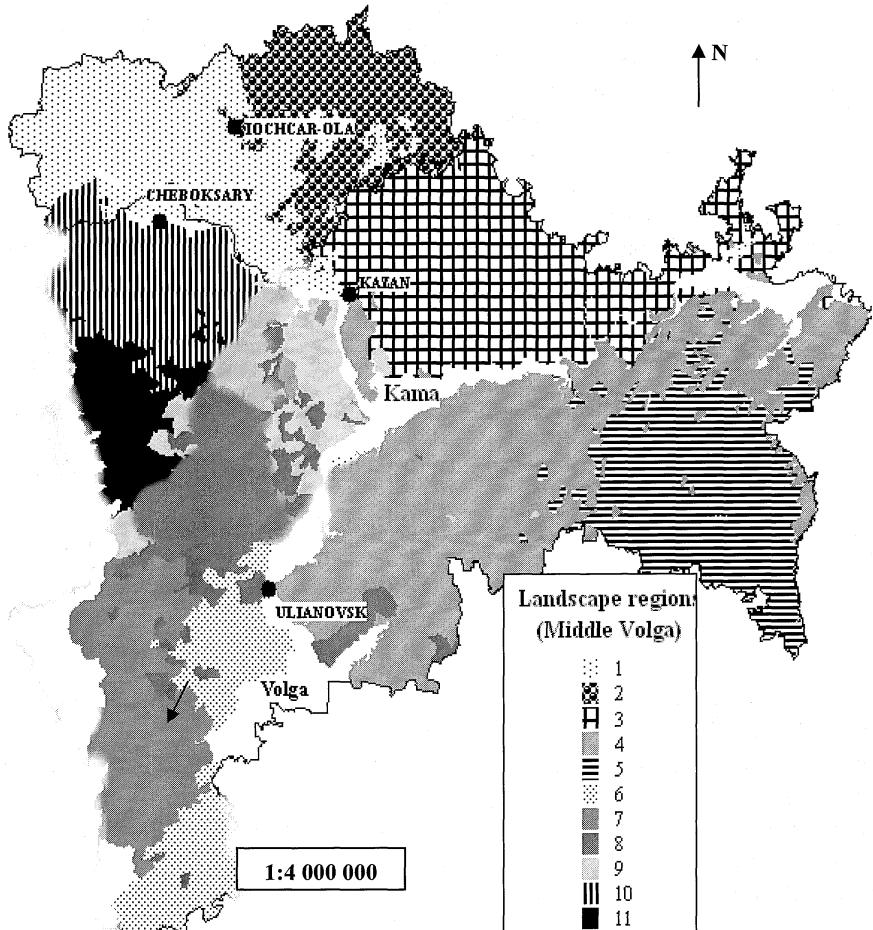 N
IOCHCAR-OLA
CHEBOKSARY
KAZAN
Kama
ULIANOVSK
Volga
Landscape regions
(Middle Volga)
1
2
3
4
5
6
7
8
9
10
11
1:4 000 000